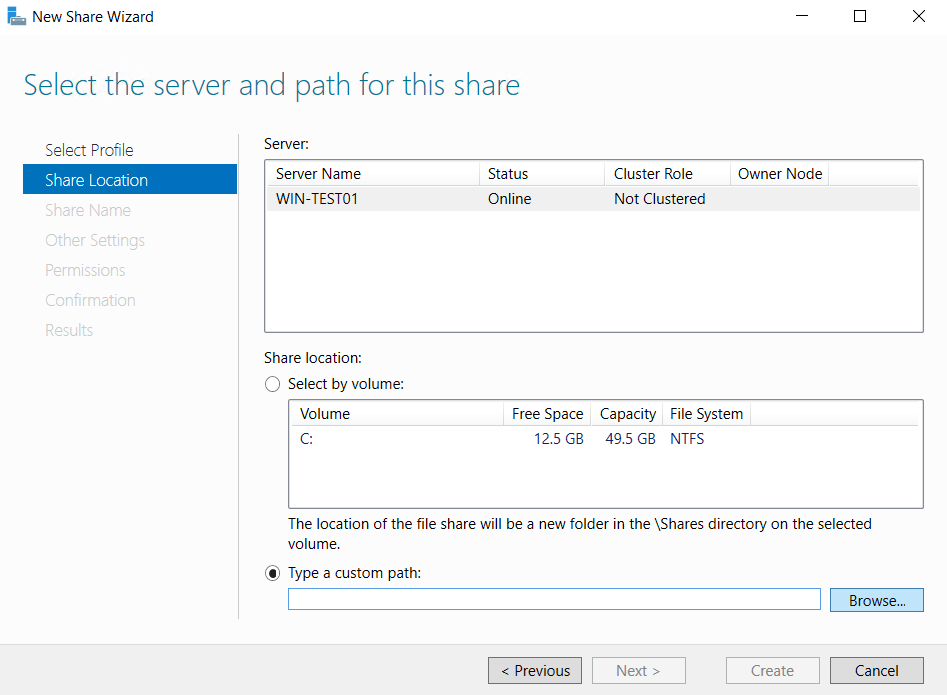 New Share Wizard
Select the server and path for this share
Select Profile
Share Location
Share Name
Other Settings
Permissions
Confirmation
Results
Server:
Server Name Status Cluster Role Owner Node
WIN-TEST01 Online Not Clustered
Share location:
Select by volume:
Volume Free Space Capacity File System
C: 12.5 GB 49.5 GB NTFS
The location of the file share will be a new folder in the \Shares directory on the selected
volume.
Type a custom path:
Browse...
< Previous Next > Create Cancel